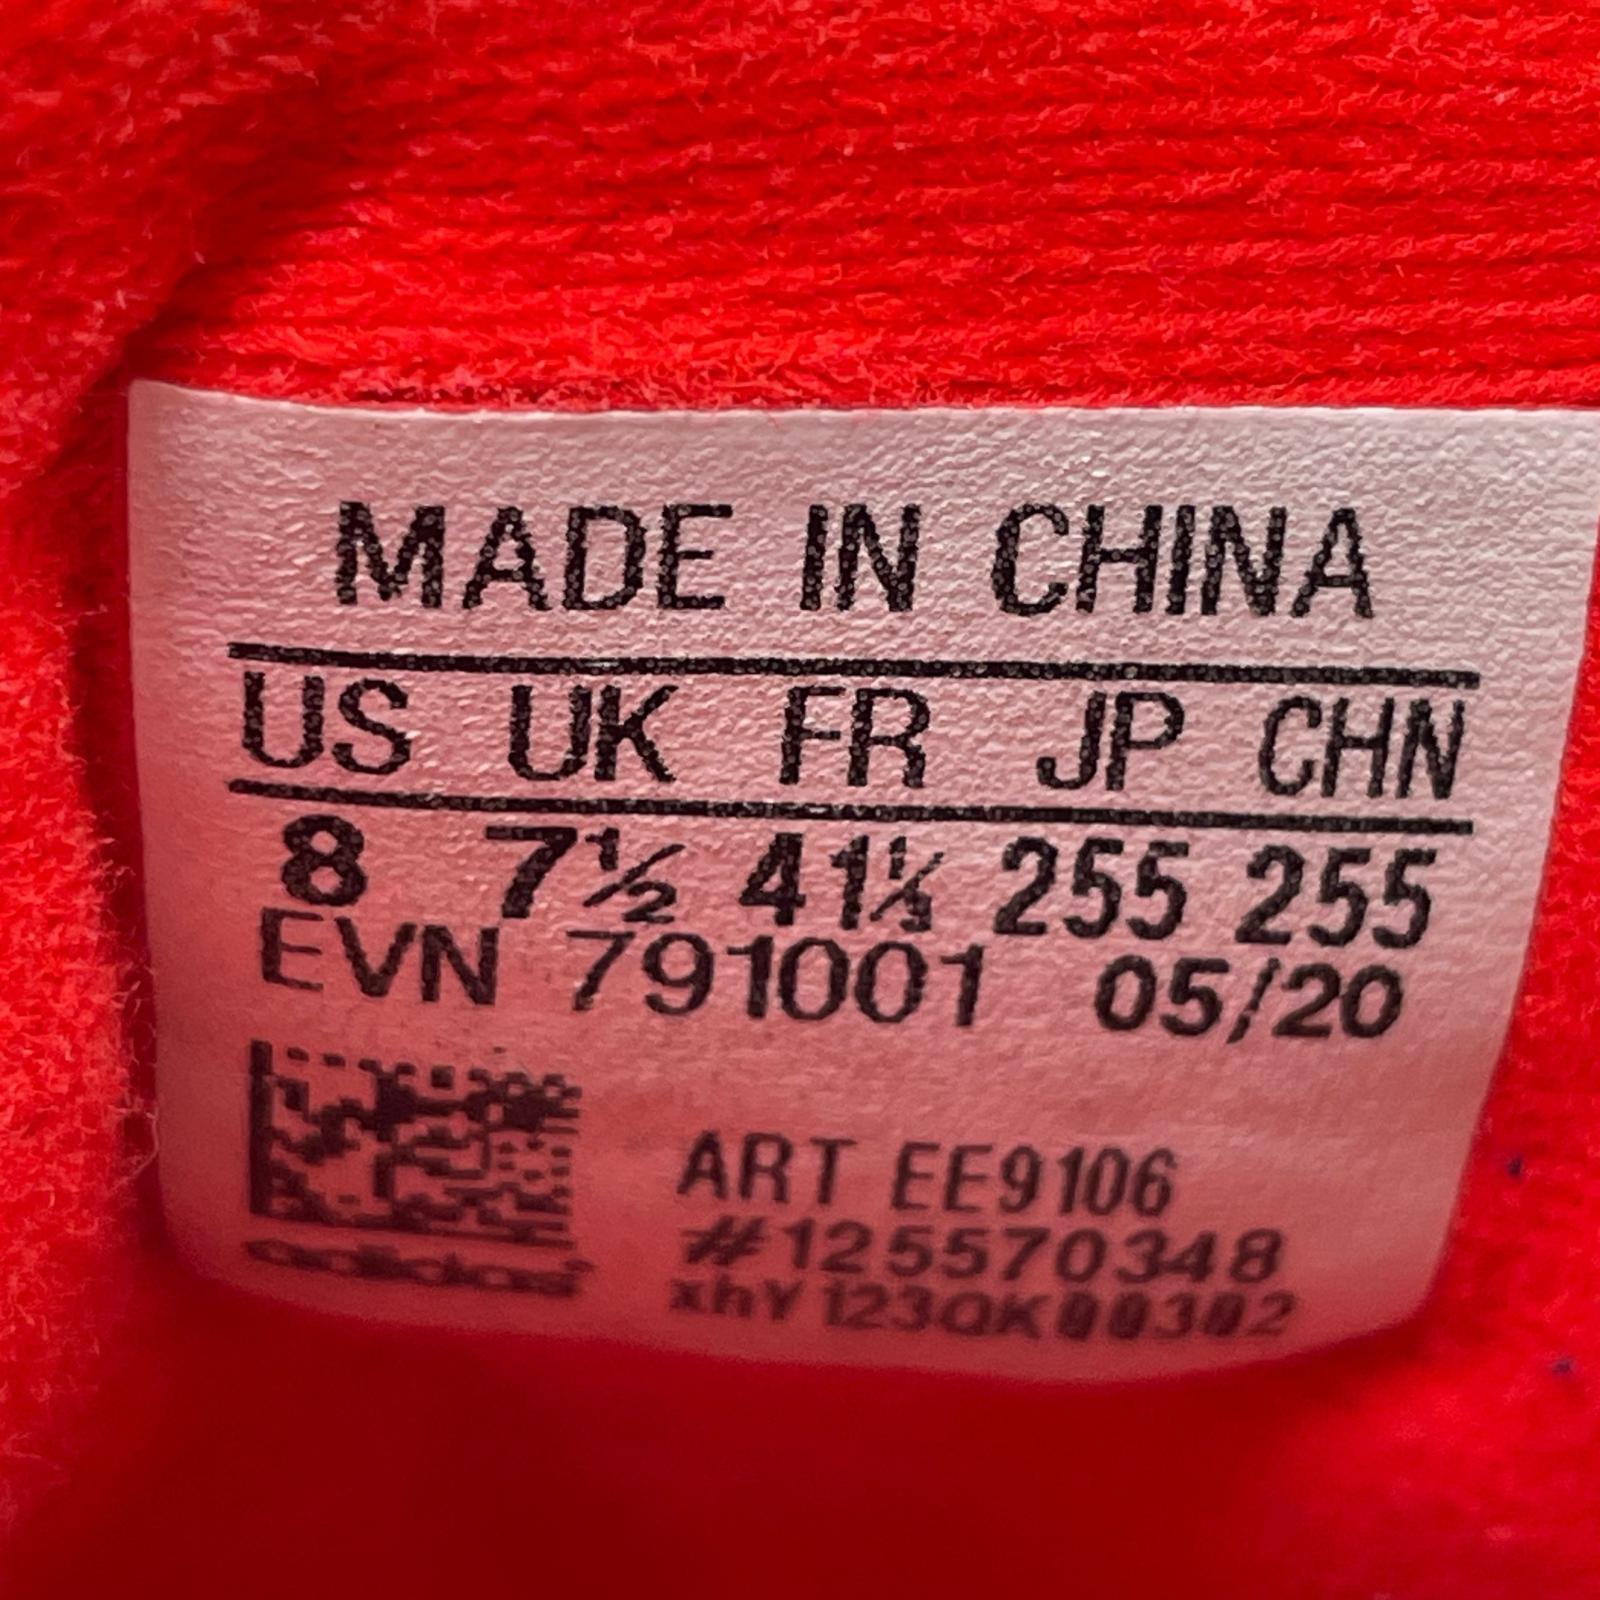 MADE IN CHINA
US UK FR JP CHN
8 7½ 41⅓ 255 255
EVN 791001 05/20
ART EE9106
#125570348
xhY123QK00302
adidas